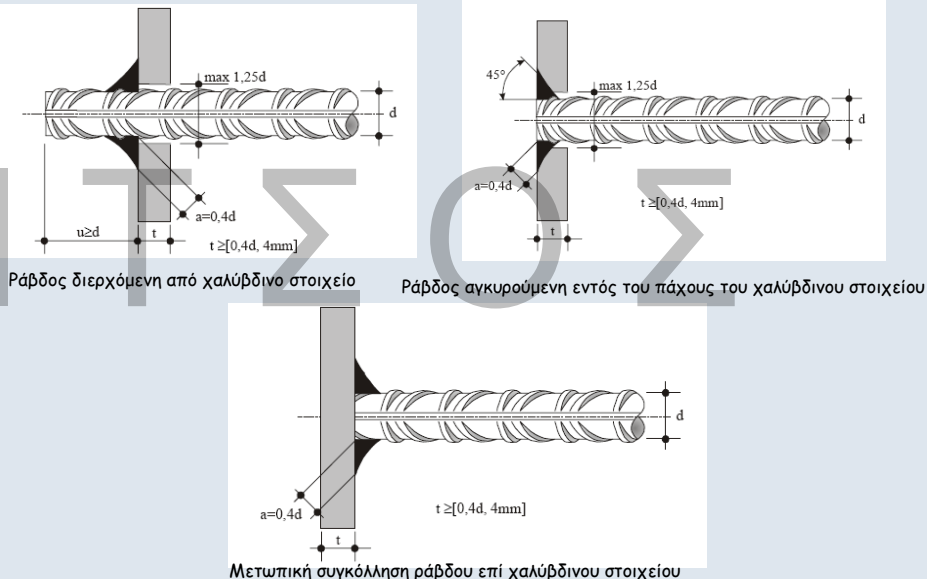 max 1,25d
d
a=0,4d
u≥d
t
t ≥[0,4d, 4mm]
Ράβδος διερχόμενη από χαλύβδινο στοιχείο
45°
max 1,25d
d
a=0,4d
t ≥[0,4d, 4mm]
t
Ράβδος αγκυρούμενη εντός του πάχους του χαλύβδινου στοιχείου
d
a=0,4d
t ≥[0,4d, 4mm]
t
Μετωπική συγκόλληση ράβδου επί χαλύβδινου στοιχείου
ΤΣΟΣ